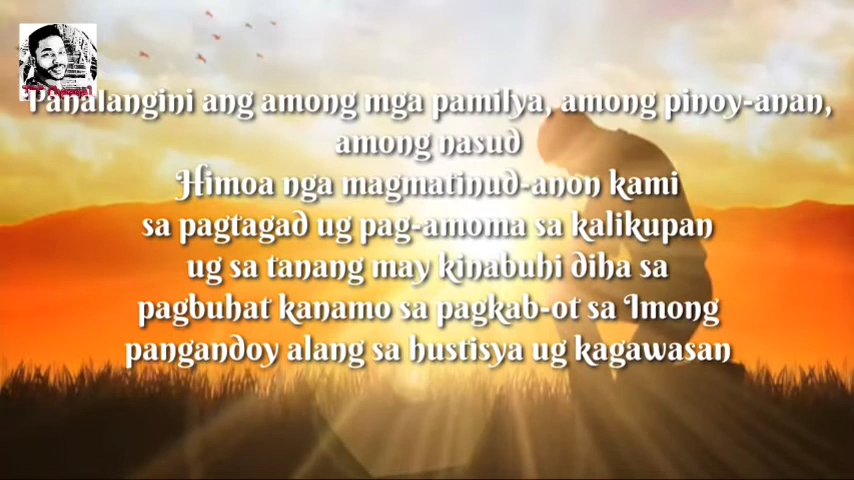 Panalangini ang among mga pamilya, among pinoy-anan,
among nasud
Himoa nga magmatinud-anon kami
sa pagtagad ug pag-amoma sa kalikupan
ug sa tanang may kinabuhi diha sa
pagbuhat kanamo sa pagkab-ot sa Imong
pangandoy alang sa hustisya ug kagawasan